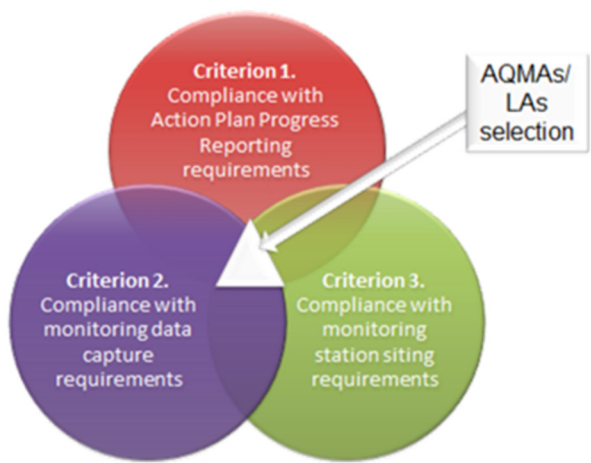 Criterion 1.
Compliance with
Action Plan Progress
Reporting
requirements
AQMAs/
LAs
selection
Criterion 2.
Compliance with
monitoring data
capture
requirements
Criterion 3.
Compliance with
monitoring
station siting
requirements